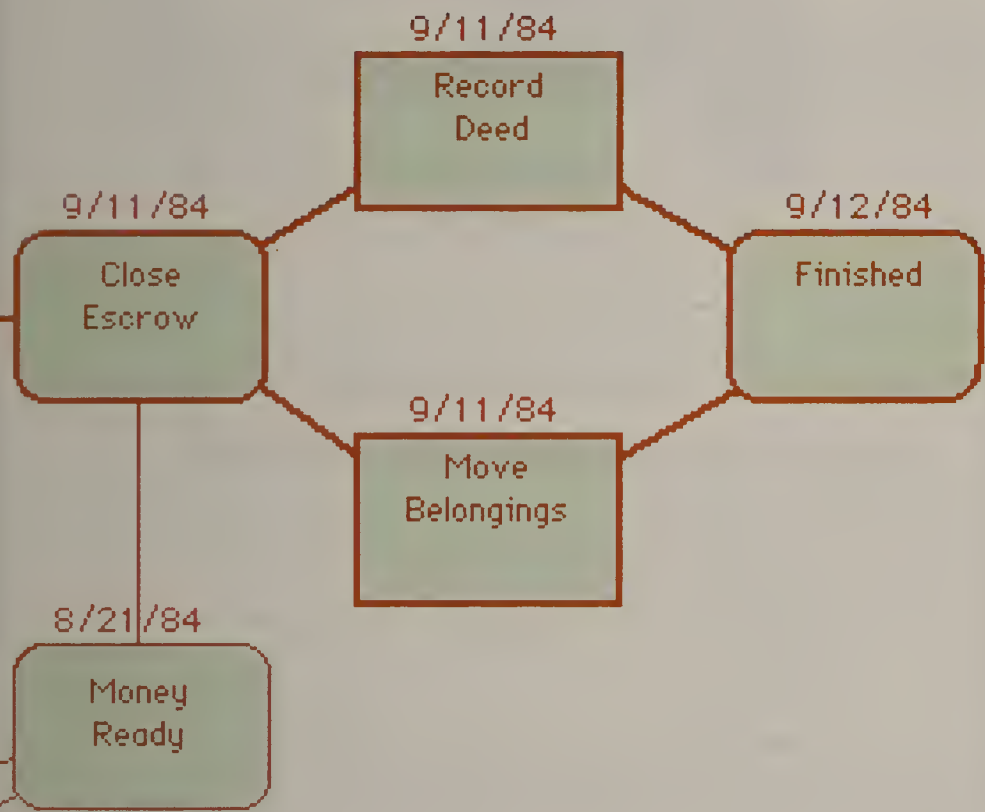 9/11/84
Record
Deed
9/11/84
Close
Escrow
9/12/84
Finished
9/11/84
Move
Belongings
8/21/84
Money
Ready